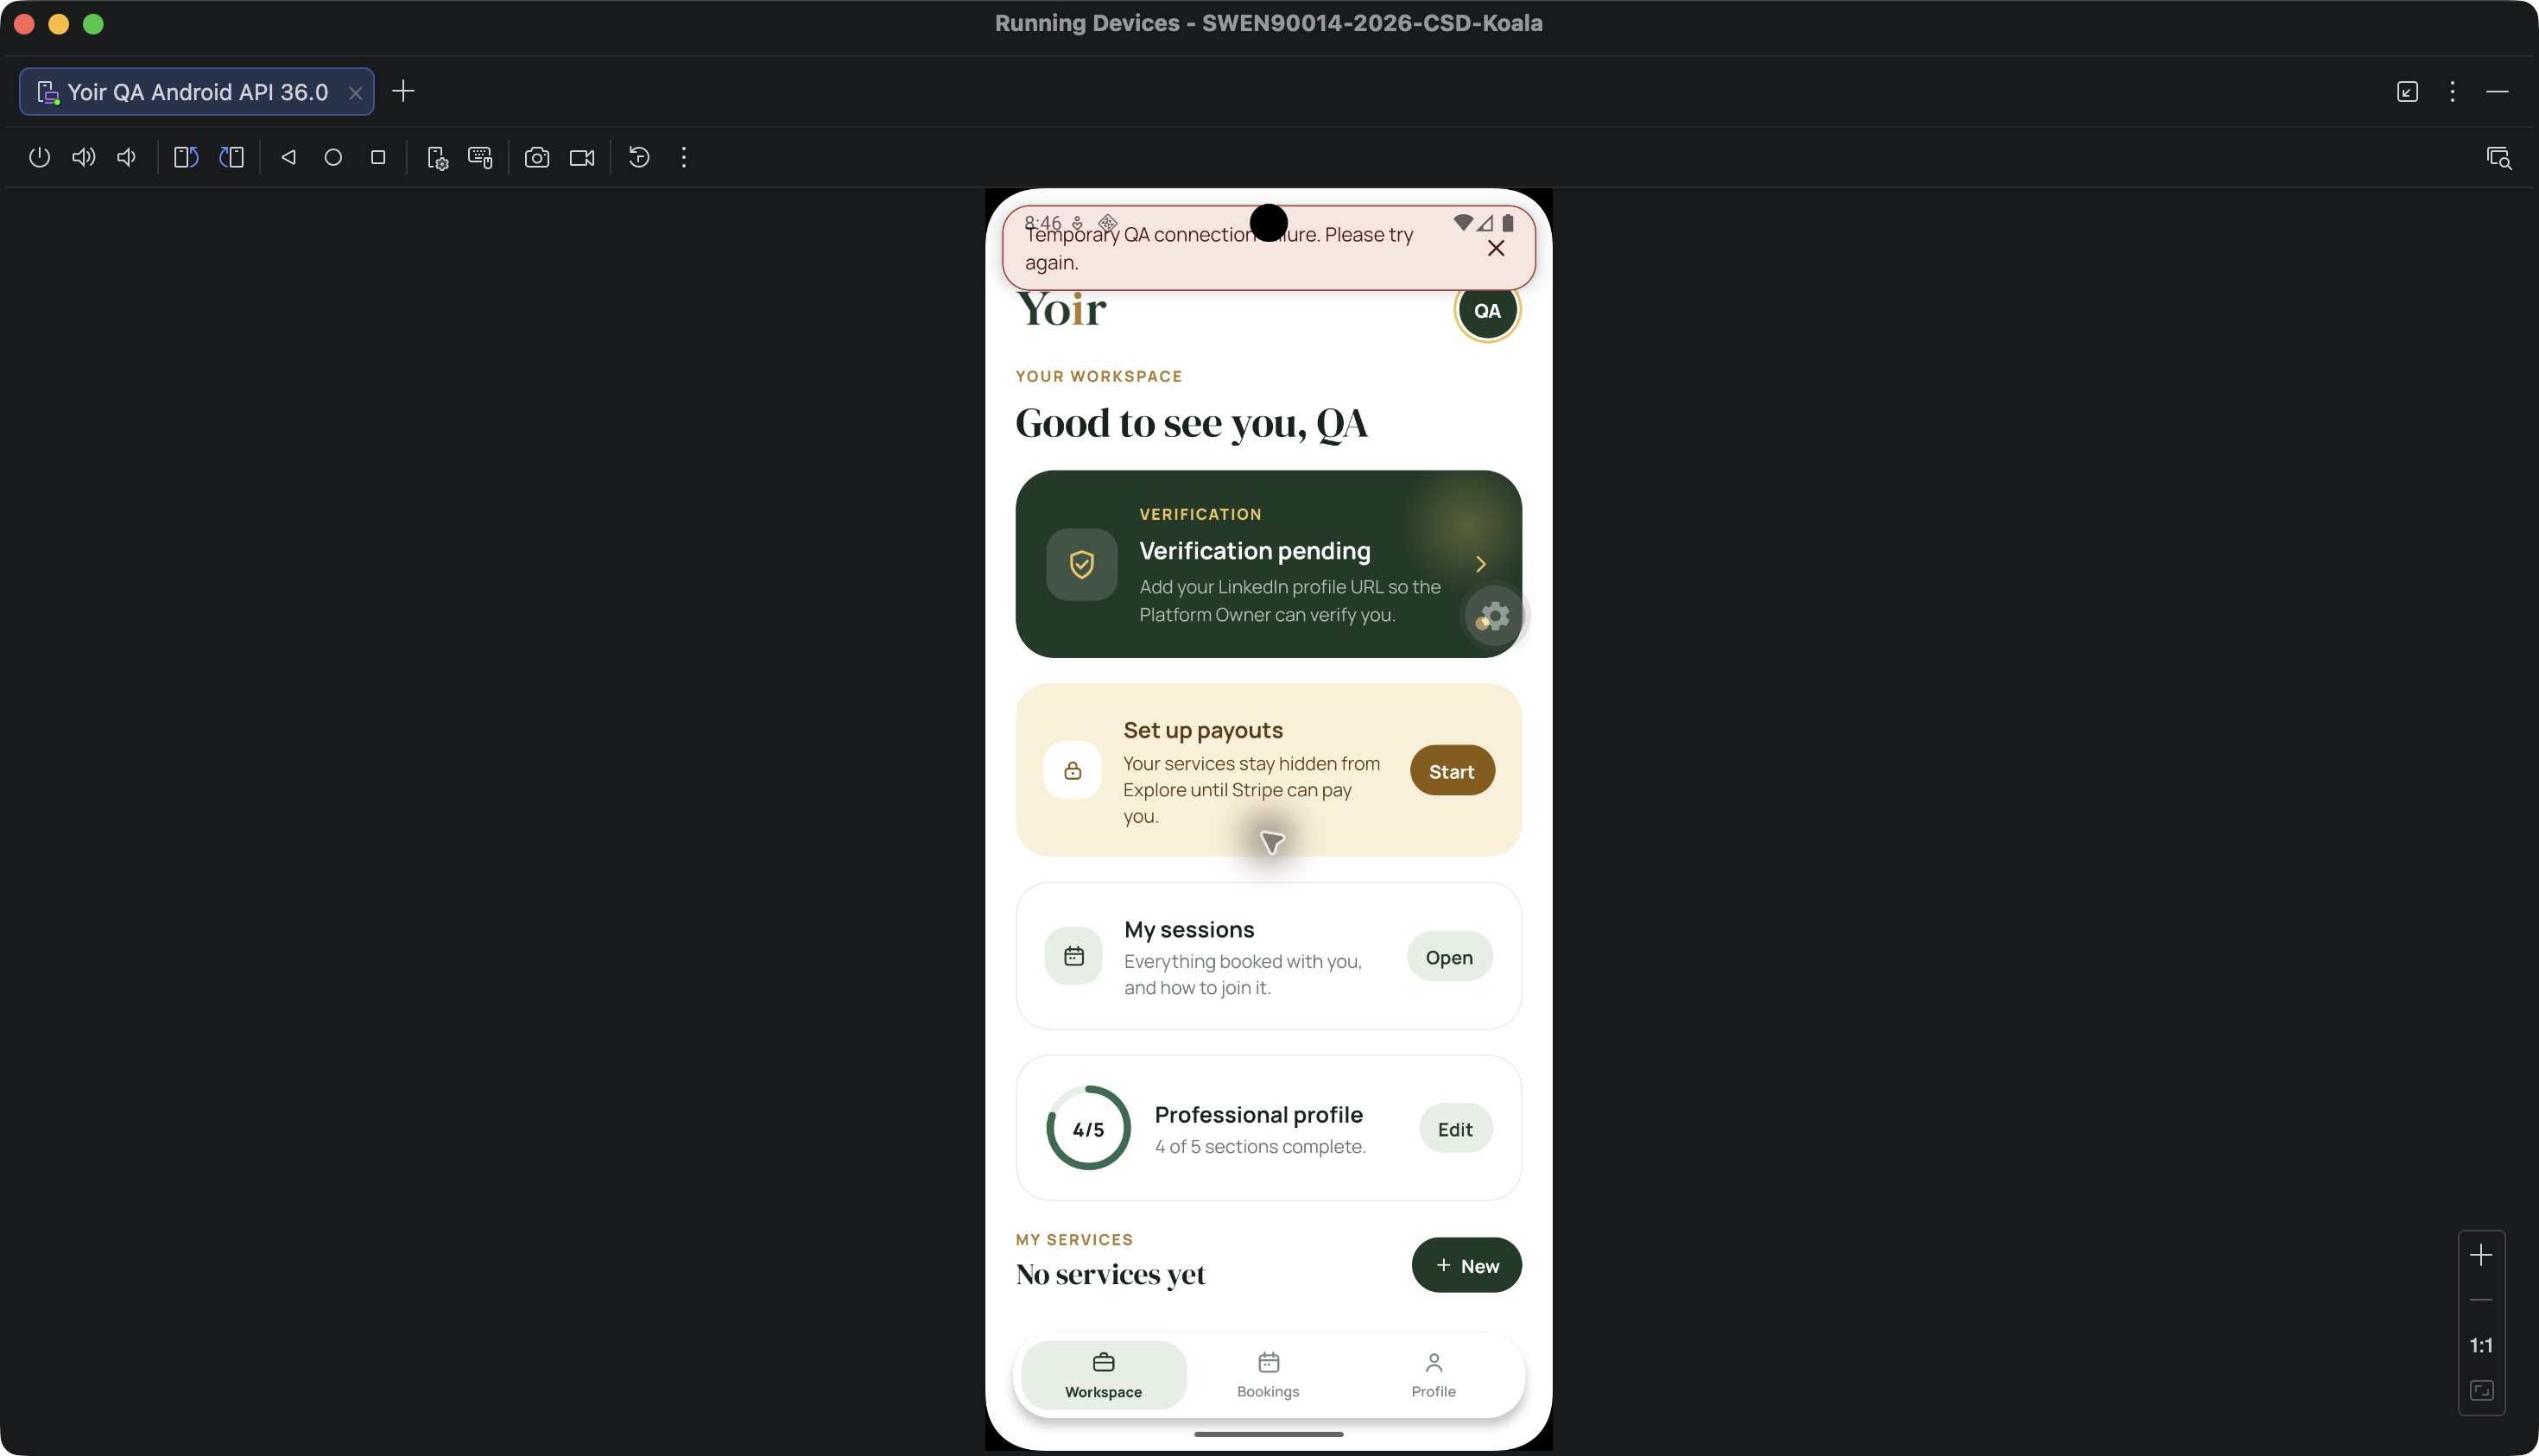 Running Devices - SWEN90014-2026-CSD-Koala
Yoir QA Android API 36.0
8:46
Temporary QA connection failure. Please try
again.
Yoir
QA
YOUR WORKSPACE
Good to see you, QA
VERIFICATION
Verification pending
Add your LinkedIn profile URL so the
Platform Owner can verify you.
Set up payouts
Your services stay hidden from
Explore until Stripe can pay
you.
Start
My sessions
Everything booked with you,
and how to join it.
Open
4/5
Professional profile
4 of 5 sections complete.
Edit
MY SERVICES
No services yet
+ New
Workspace
Bookings
Profile
1:1